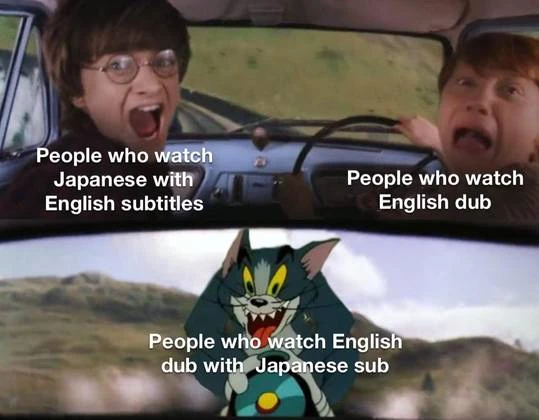 People who watch
Japanese with
English subtitles
People who watch
English dub
People who watch English
dub with Japanese sub